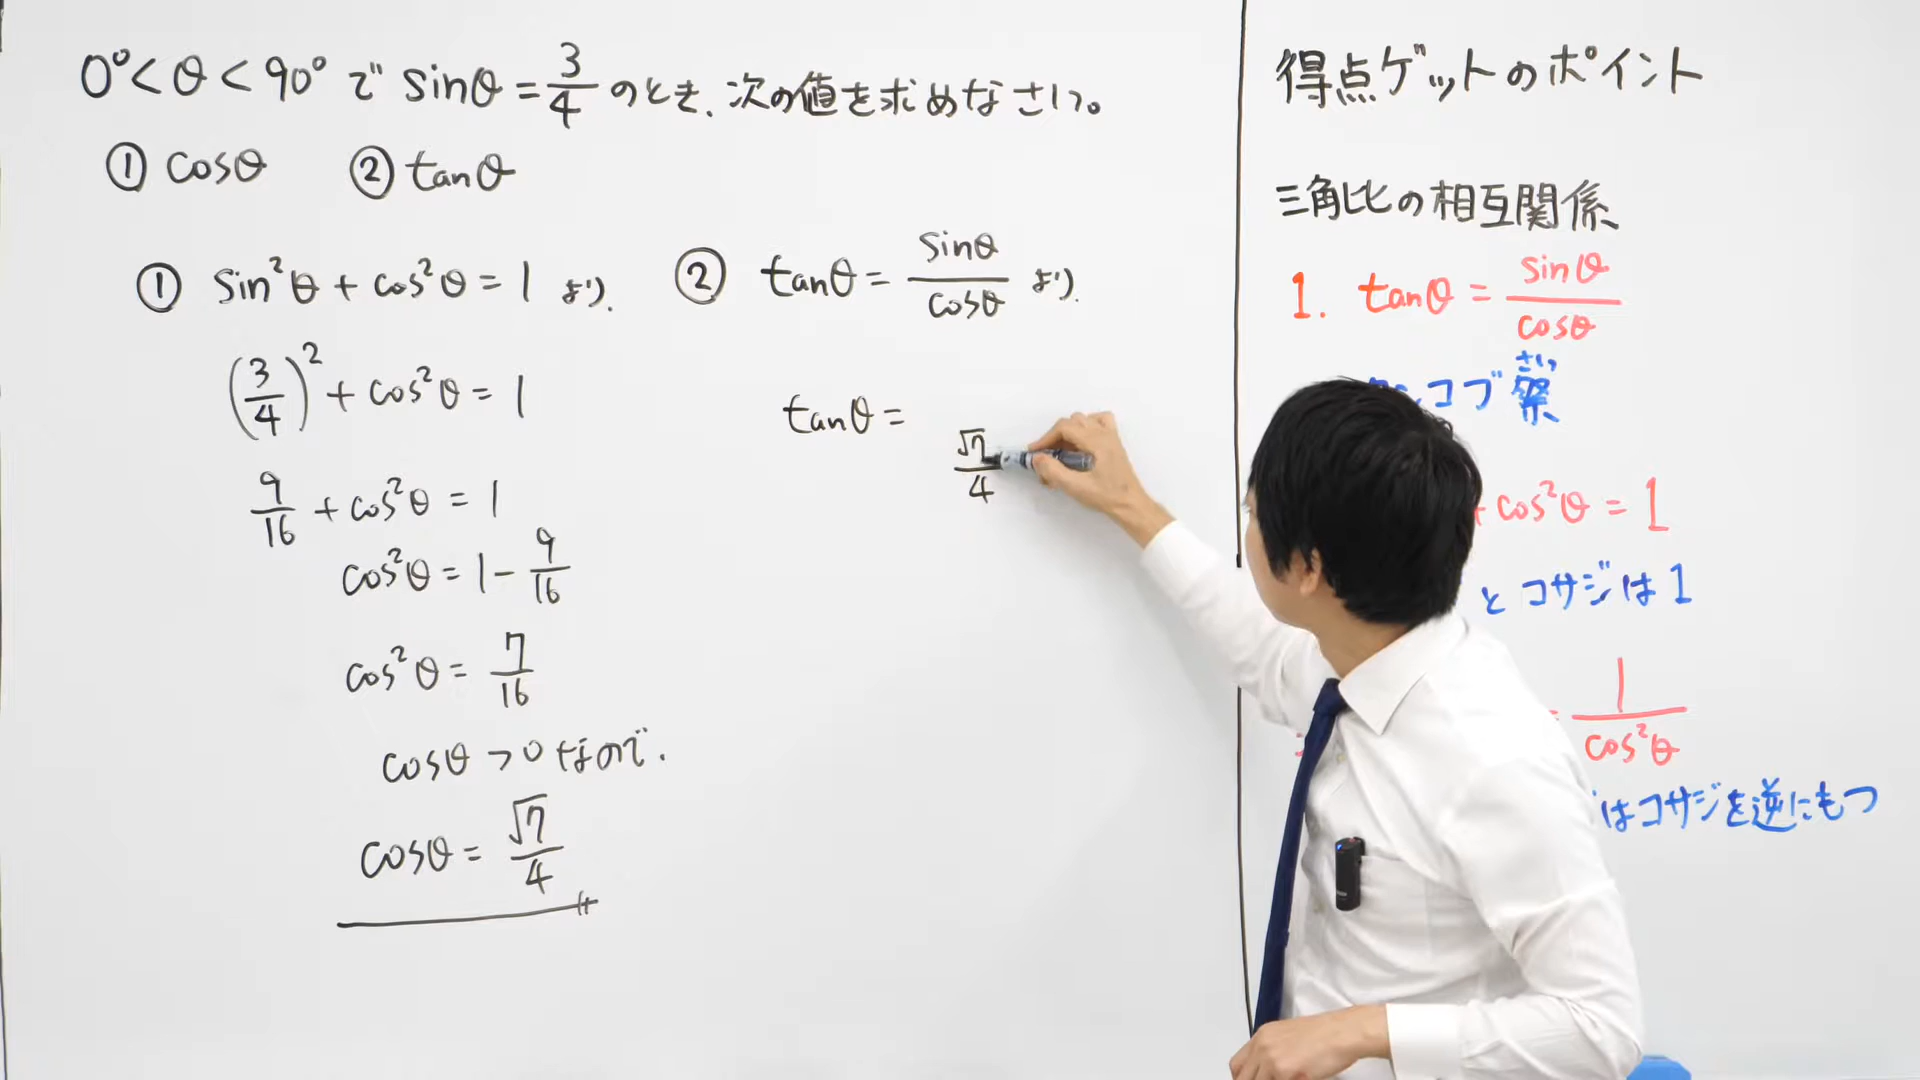 0°<θ<90°で sinθ=3/4 のとき、次の値を求めなさい。
① cosθ ② tanθ
① sin²θ+cos²θ=1 より、
(3/4)²+cos²θ=1
9/16+cos²θ=1
cos²θ=1-9/16
cos²θ=7/16
cosθ>0なので、
cosθ=√7/4
② tanθ=sinθ/cosθ より、
tanθ=
√7/4
得点ゲットのポイント
三角比の相互関係
1. tanθ=sinθ/cosθ
さい
コブ祭
cos²θ=1
とコサジは1
1/cos²θ
はコサジを逆にもつ